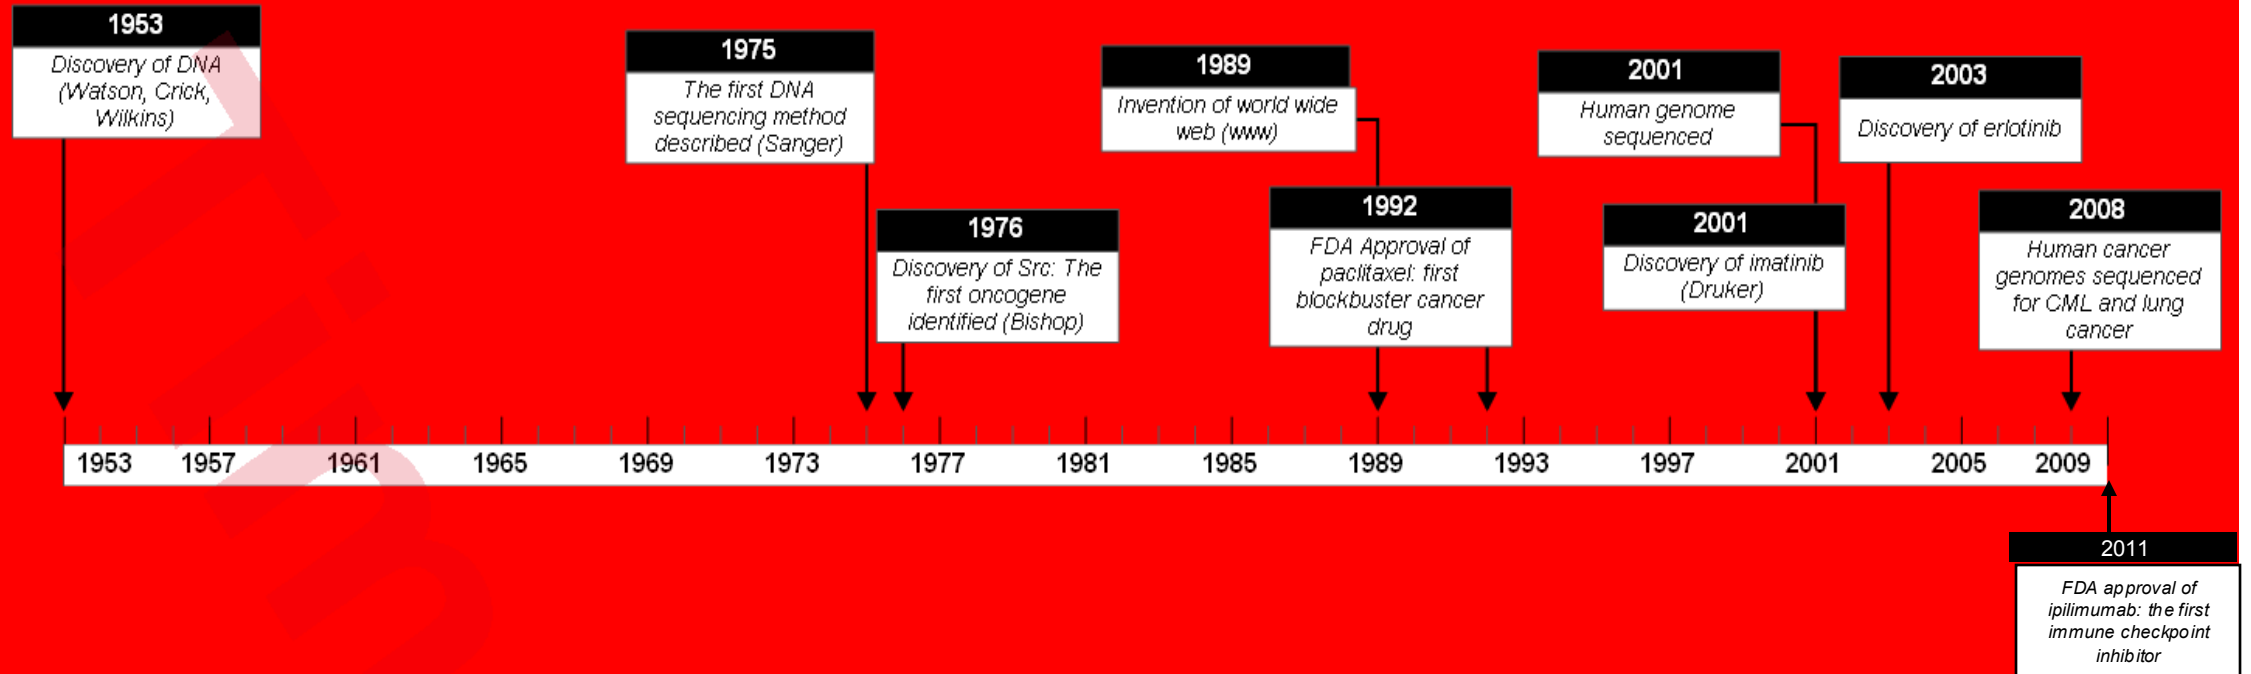 1953
Discovery of DNA
(Watson, Crick,
Wilkins)
1975
The first DNA
sequencing method
described (Sanger)
1976
Discovery of Src: The
first oncogene
identified (Bishop)
1989
Invention of world wide
web (www)
1992
FDA Approval of
paclitaxel: first
blockbuster cancer
drug
2001
Human genome
sequenced
2001
Discovery of imatinib
(Druker)
2003
Discovery of erlotinib
2008
Human cancer
genomes sequenced
for CML and lung
cancer
1953 1957 1961 1965 1969 1973 1977 1981 1985 1989 1993 1997 2001 2005 2009
2011
FDA approval of
ipilimumab: the first
immune checkpoint
inhibitor